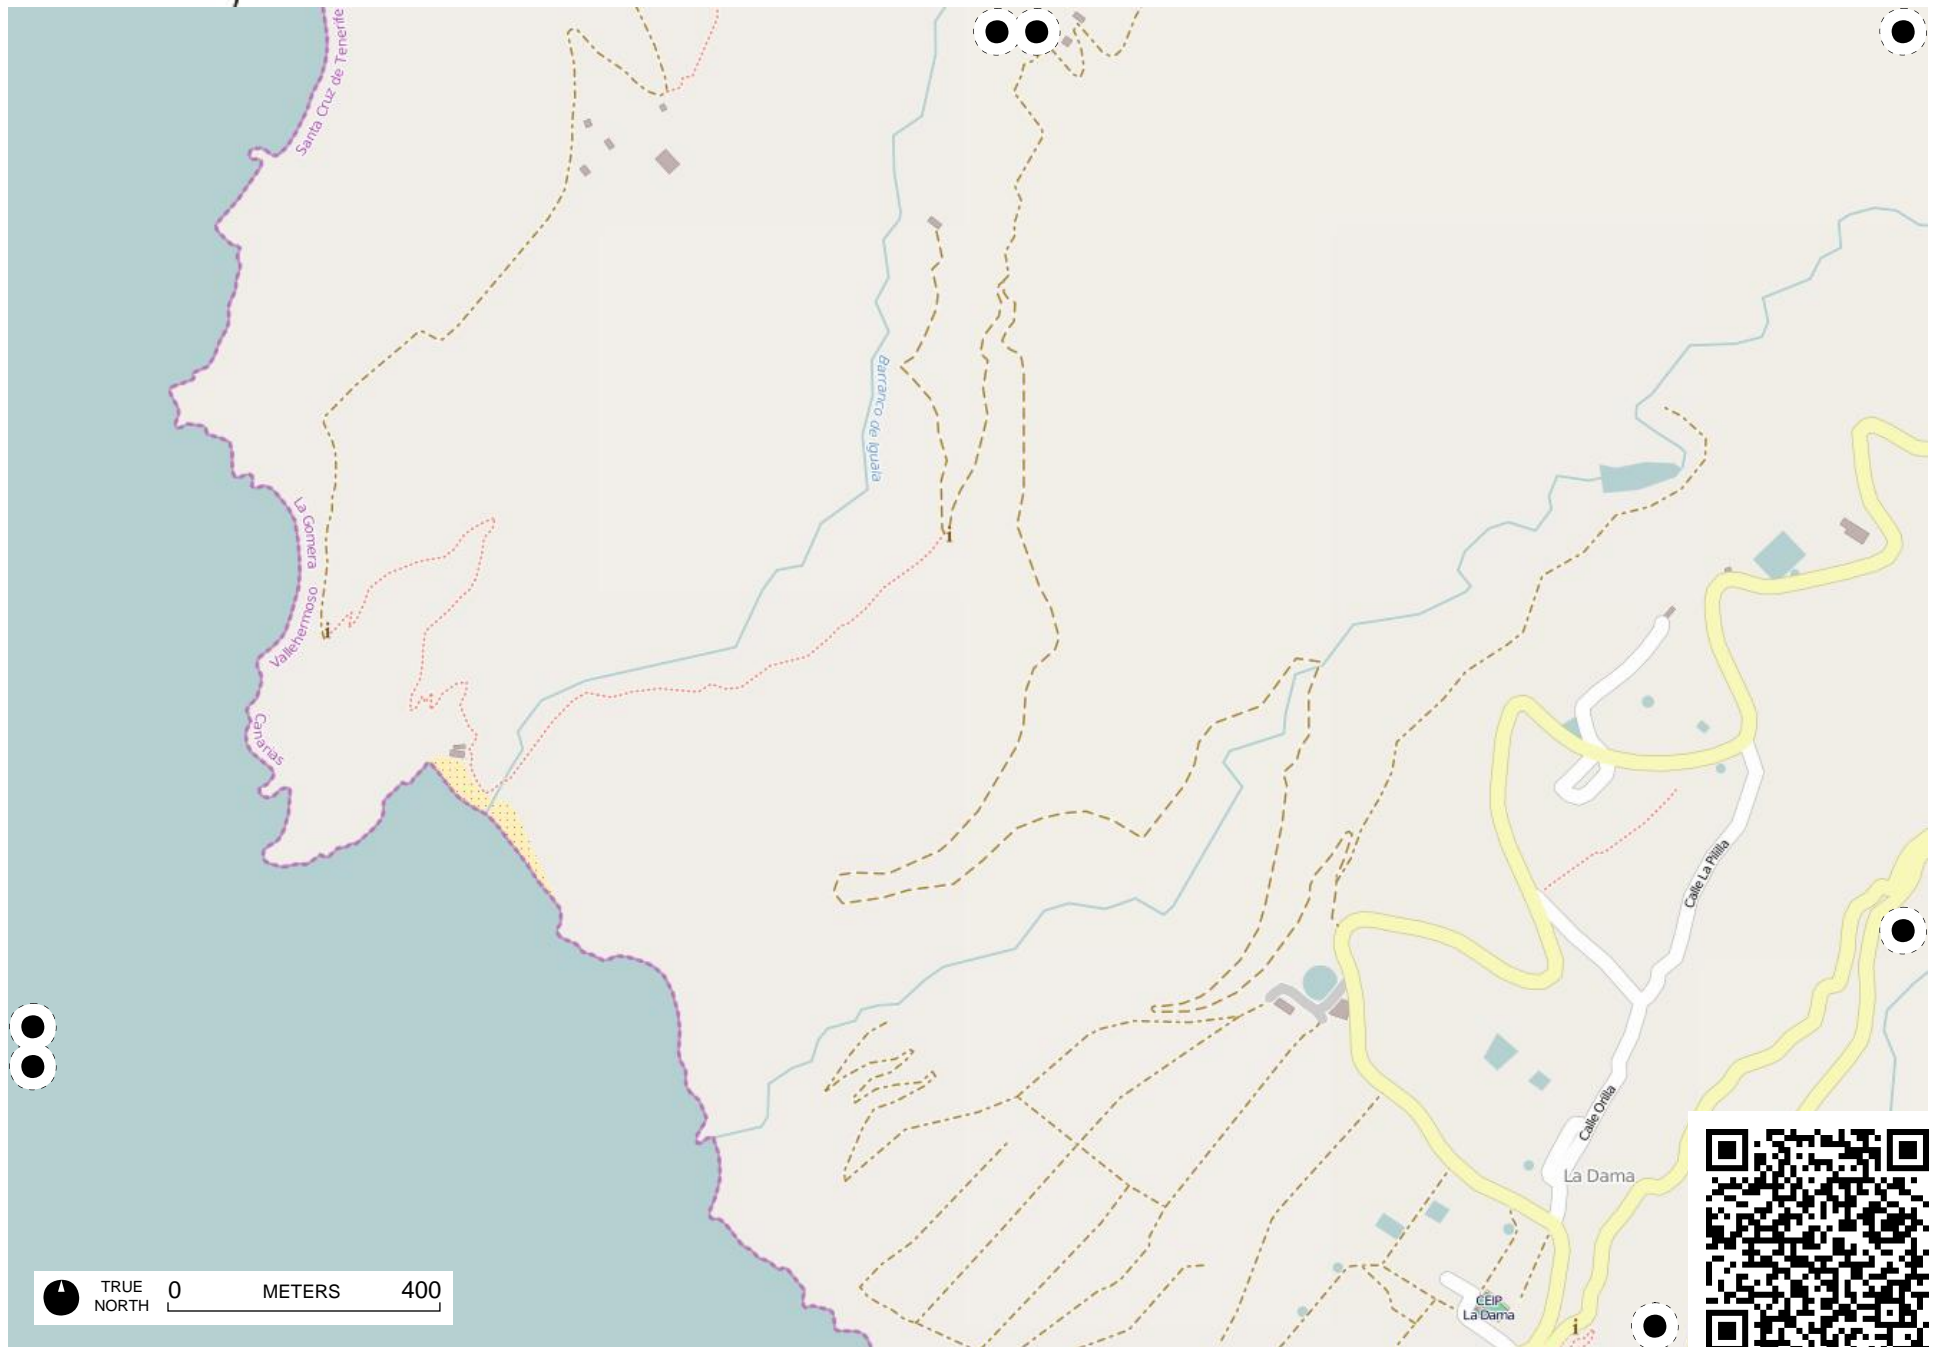 Santa Cruz de Tenerife
Barranco de Iguala
La Gomera
i
Vallehermoso
i
Canarias
Calle La Pililla
Calle Orilla
La Dama
TRUE
NORTH
0 METERS 400
CEIP
La Dama
i